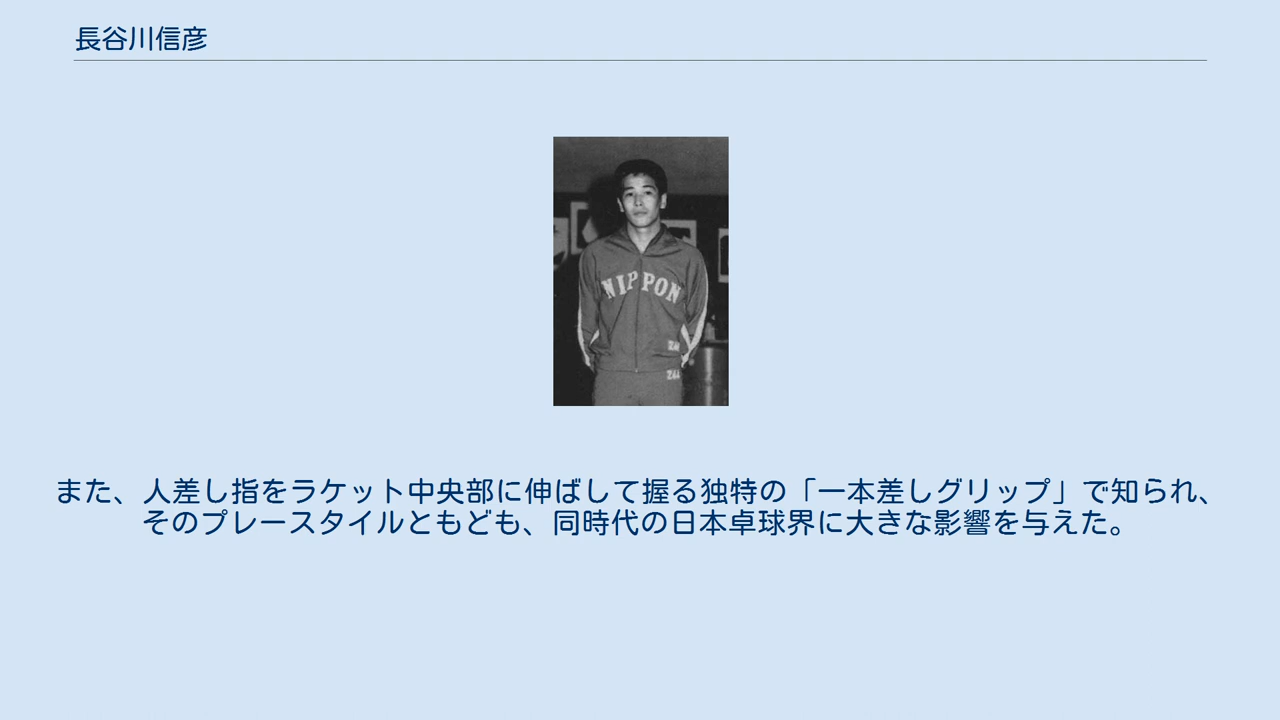 長谷川信彦
NIPPON
また、人差し指をラケット中央部に伸ばして握る独特の「一本差しグリップ」で知られ、
そのプレースタイルともども、同時代の日本卓球界に大きな影響を与えた。